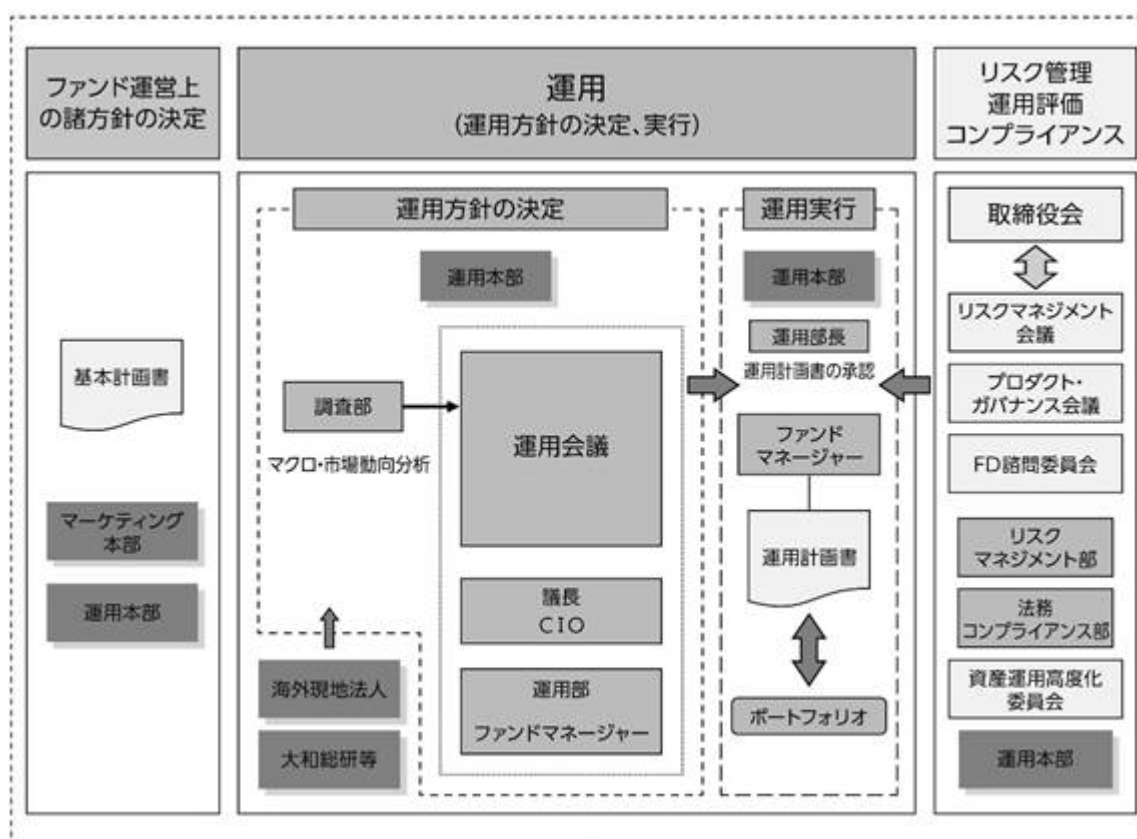 ファンド運営上
の諸方針の決定
基本計画書
マーケティング
本部
運用本部
運用
(運用方針の決定、実行)
運用方針の決定
運用本部
調査部
マクロ・市場動向分析
運用会議
議長
CIO
運用部
ファンドマネージャー
海外現地法人
大和総研等
運用実行
運用本部
運用部長
運用計画書の承認
ファンド
マネージャー
運用計画書
ポートフォリオ
リスク管理
運用評価
コンプライアンス
取締役会
リスクマネジメント
会議
プロダクト・
ガバナンス会議
FD諮問委員会
リスク
マネジメント部
法務
コンプライアンス部
資産運用高度化
委員会
運用本部